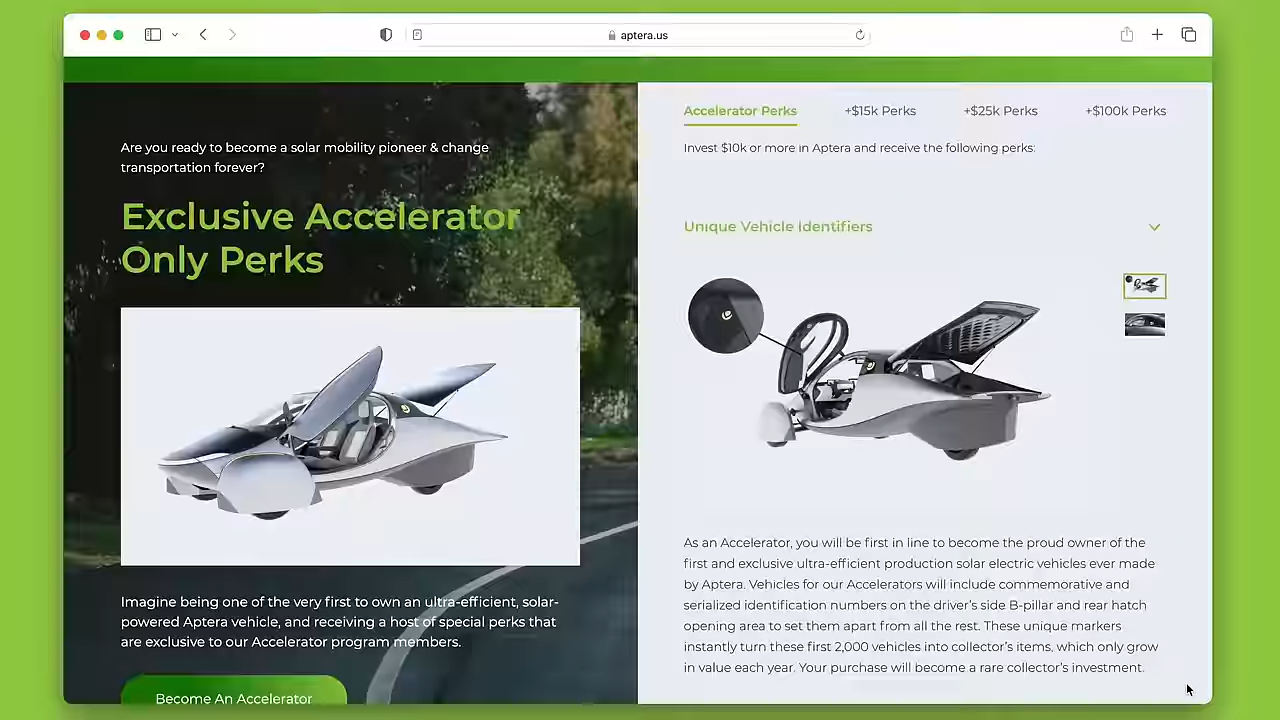 aptera.us
Are you ready to become a solar mobility pioneer & change
transportation forever?
Exclusive Accelerator
Only Perks
Imagine being one of the very first to own an ultra-efficient, solar-
powered Aptera vehicle, and receiving a host of special perks that
are exclusive to our Accelerator program members.
Become An Accelerator
Accelerator Perks +$15k Perks +$25k Perks +$100k Perks
Invest $10k or more in Aptera and receive the following perks:
Unique Vehicle Identifiers
As an Accelerator, you will be first in line to become the proud owner of the
first and exclusive ultra-efficient production solar electric vehicles ever made
by Aptera. Vehicles for our Accelerators will include commemorative and
serialized identification numbers on the driver's side B-pillar and rear hatch
opening area to set them apart from all the rest. These unique markers
instantly turn these first 2,000 vehicles into collector's items, which only grow
in value each year. Your purchase will become a rare collector's investment.